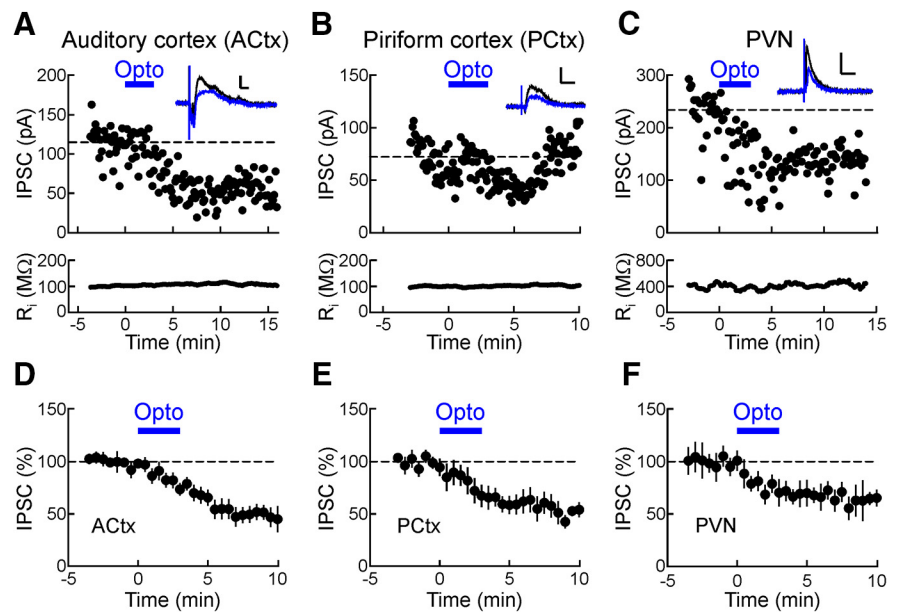 A
Auditory cortex (ACtx)
Opto
IPSC (pA)
200
150
100
50
0
Ri (MΩ)
200
100
0
-5 0 5 10 15
Time (min)
B
Piriform cortex (PCtx)
Opto
IPSC (pA)
150
100
50
0
Ri (MΩ)
200
100
0
-5 0 5 10
Time (min)
C
PVN
Opto
IPSC (pA)
300
200
100
0
Ri (MΩ)
800
400
0
-5 0 5 10 15
Time (min)
D
Opto
IPSC (%)
150
100
50
0
ACtx
-5 0 5 10
Time (min)
E
Opto
IPSC (%)
150
100
50
0
PCtx
-5 0 5 10
Time (min)
F
Opto
IPSC (%)
150
100
50
0
PVN
-5 0 5 10
Time (min)